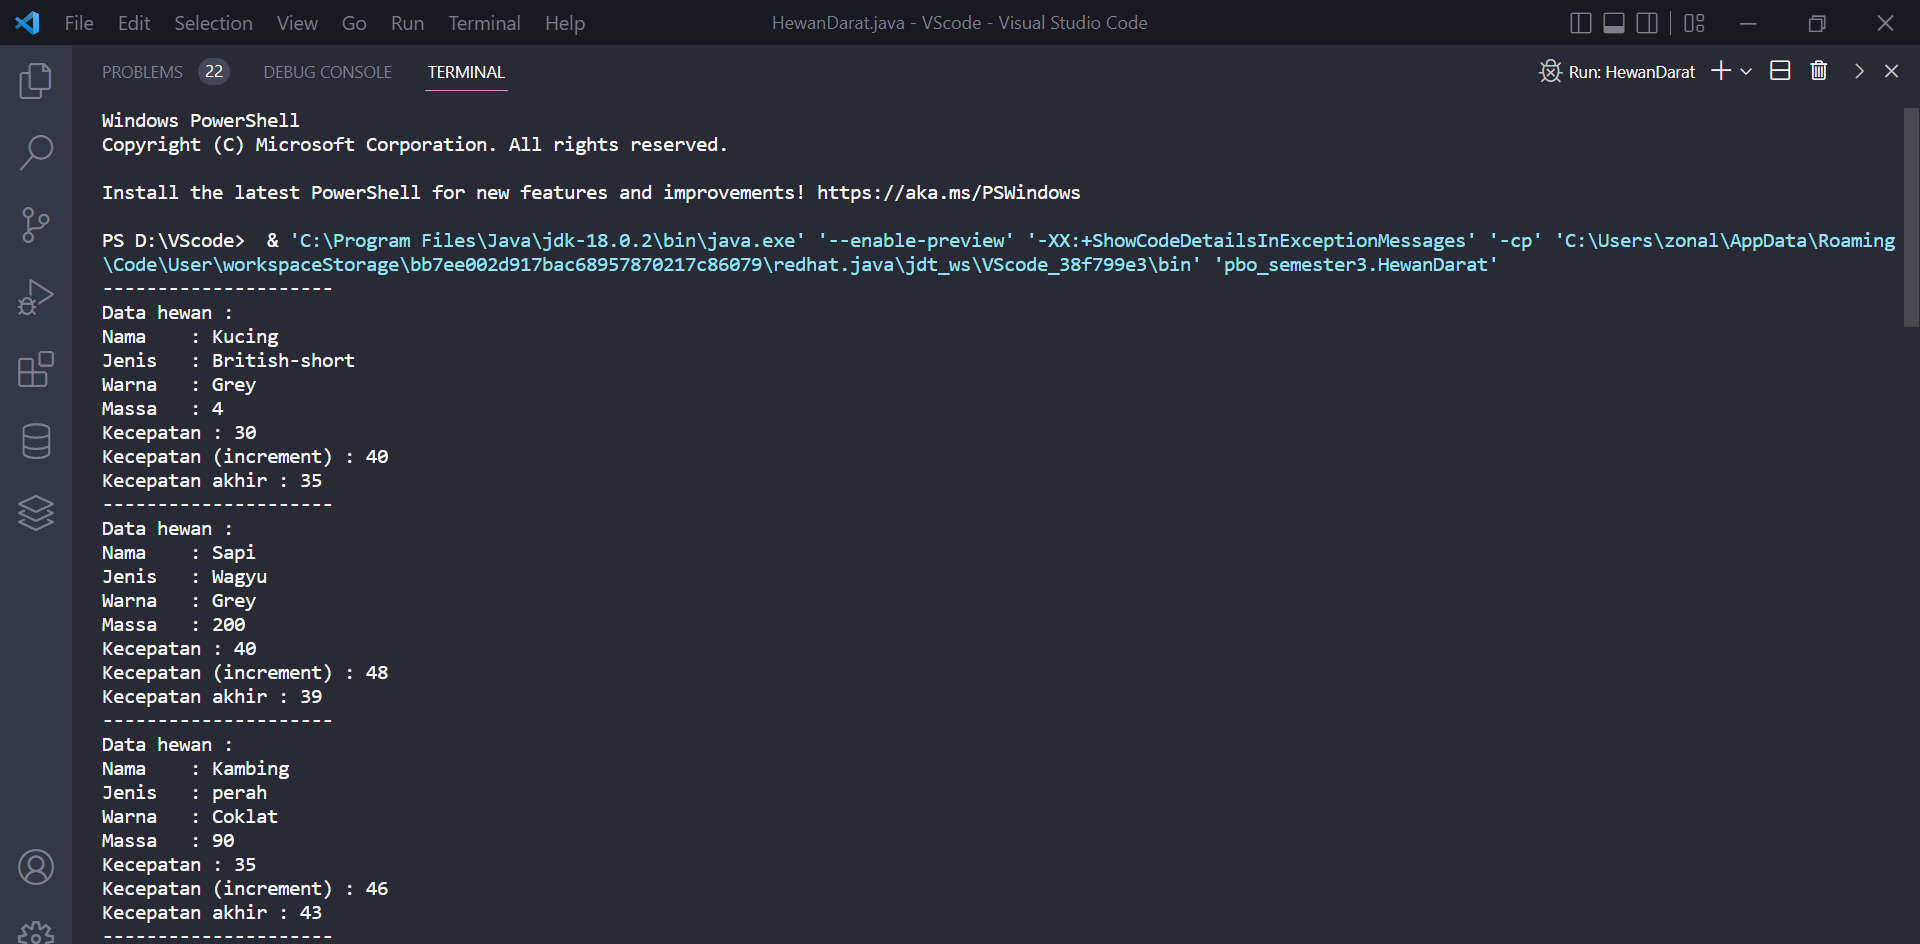 File Edit Selection View Go Run Terminal Help HewanDarat.java - VScode - Visual Studio Code
PROBLEMS 22 DEBUG CONSOLE TERMINAL Run: HewanDarat
Windows PowerShell
Copyright (C) Microsoft Corporation. All rights reserved.
Install the latest PowerShell for new features and improvements! https://aka.ms/PSWindows
PS D:\VScode>  & 'C:\Program Files\Java\jdk-18.0.2\bin\java.exe' '--enable-preview' '-XX:+ShowCodeDetailsInExceptionMessages' '-cp' 'C:\Users\zonal\AppData\Roaming
\Code\User\workspaceStorage\bb7ee002d917bac68957870217c86079\redhat.java\jdt_ws\VScode_38f799e3\bin' 'pbo_semester3.HewanDarat'
---------------------
Data hewan :
Nama    : Kucing
Jenis   : British-short
Warna   : Grey
Massa   : 4
Kecepatan : 30
Kecepatan (increment) : 40
Kecepatan akhir : 35
---------------------
Data hewan :
Nama    : Sapi
Jenis   : Wagyu
Warna   : Grey
Massa   : 200
Kecepatan : 40
Kecepatan (increment) : 48
Kecepatan akhir : 39
---------------------
Data hewan :
Nama    : Kambing
Jenis   : perah
Warna   : Coklat
Massa   : 90
Kecepatan : 35
Kecepatan (increment) : 46
Kecepatan akhir : 43
---------------------